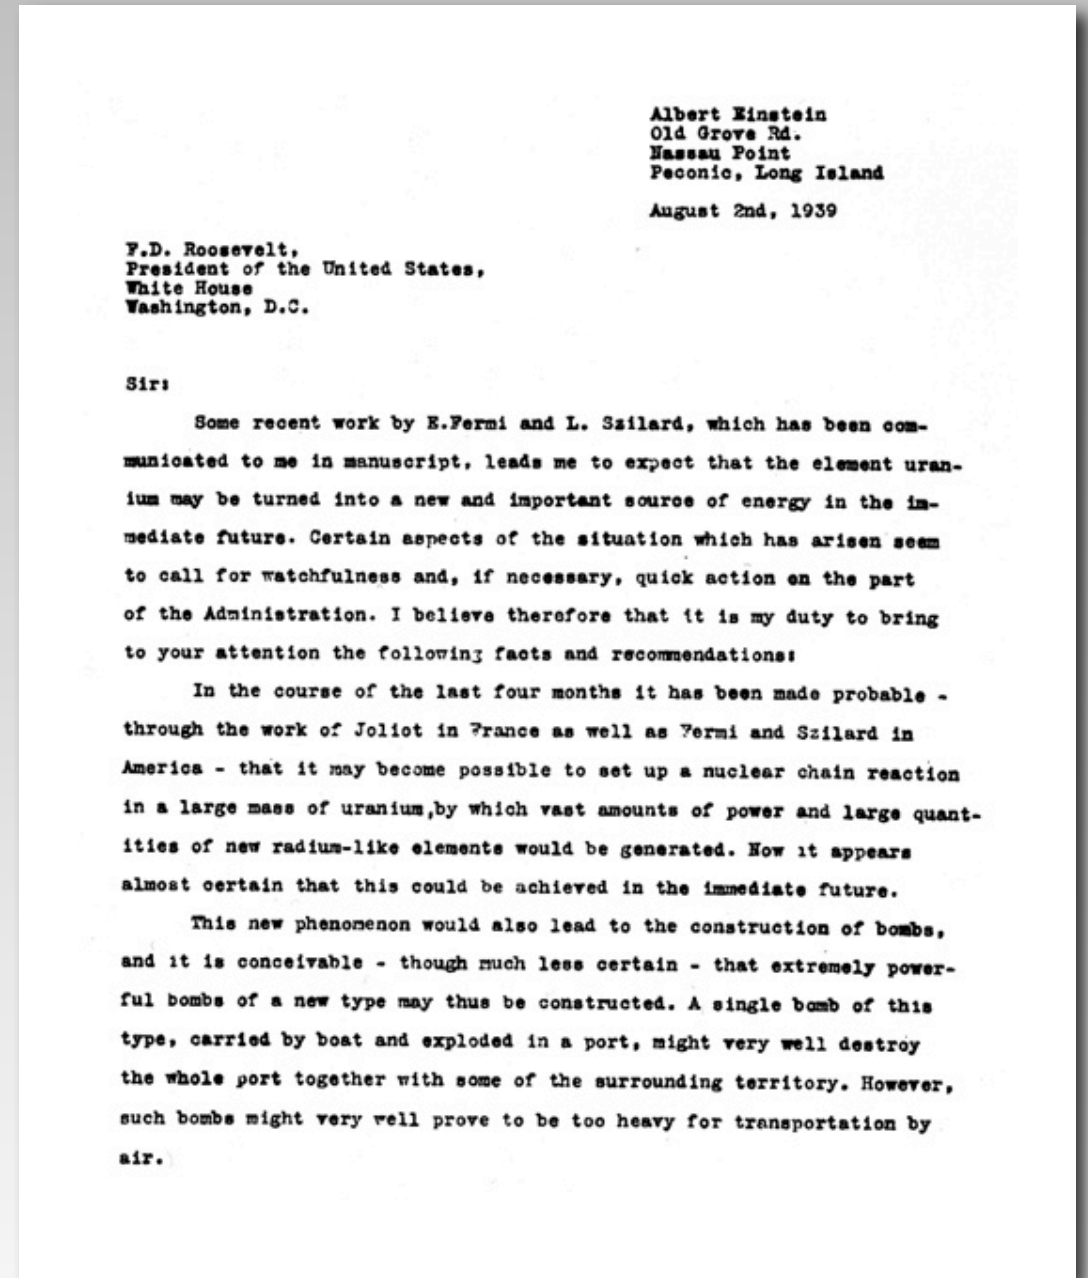 Albert Einstein
Old Grove Rd.
Nassau Point
Peconic, Long Island
August 2nd, 1939
F.D. Roosevelt,
President of the United States,
White House
Washington, D.C.
Sir:
Some recent work by E.Fermi and L. Szilard, which has been com-
municated to me in manuscript, leads me to expect that the element uran-
ium may be turned into a new and important source of energy in the im-
mediate future. Certain aspects of the situation which has arisen seem
to call for watchfulness and, if necessary, quick action on the part
of the Administration. I believe therefore that it is my duty to bring
to your attention the following facts and recommendations:
In the course of the last four months it has been made probable -
through the work of Joliot in France as well as Fermi and Szilard in
America - that it may become possible to set up a nuclear chain reaction
in a large mass of uranium,by which vast amounts of power and large quant-
ities of new radium-like elements would be generated. Now it appears
almost certain that this could be achieved in the immediate future.
This new phenomenon would also lead to the construction of bombs,
and it is conceivable - though much less certain - that extremely power-
ful bombs of a new type may thus be constructed. A single bomb of this
type, carried by boat and exploded in a port, might very well destroy
the whole port together with some of the surrounding territory. However,
such bombs might very well prove to be too heavy for transportation by
air.